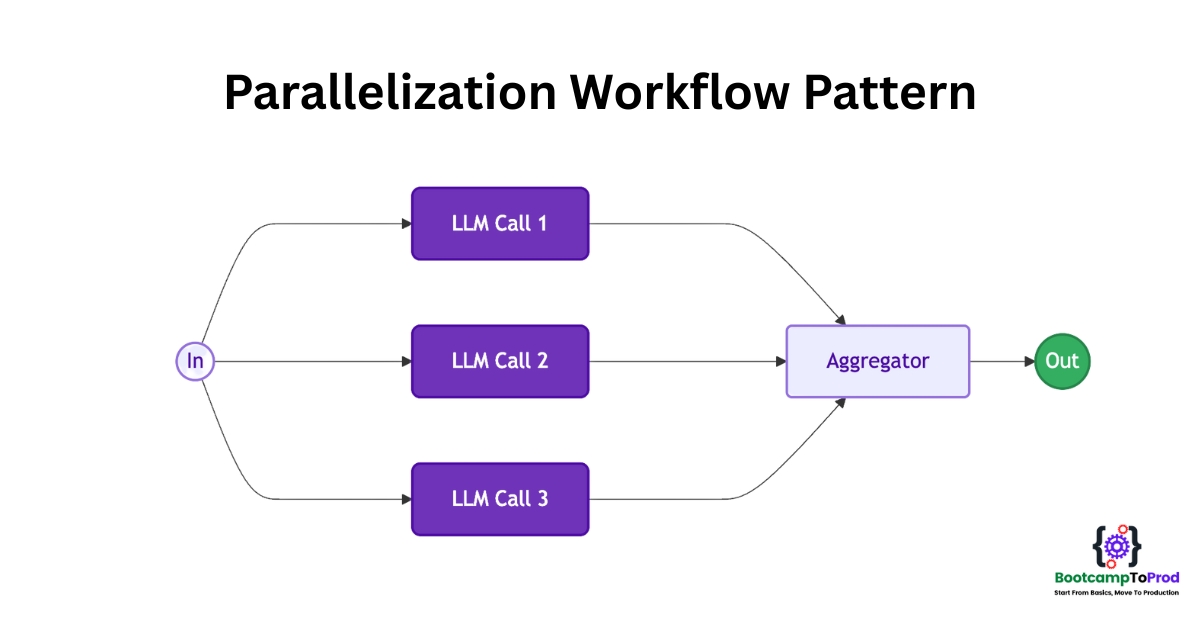 Parallelization Workflow Pattern
LLM Call 1
In
LLM Call 2
Aggregator
Out
LLM Call 3
BootcampToProd
Start From Basics, Move To Production